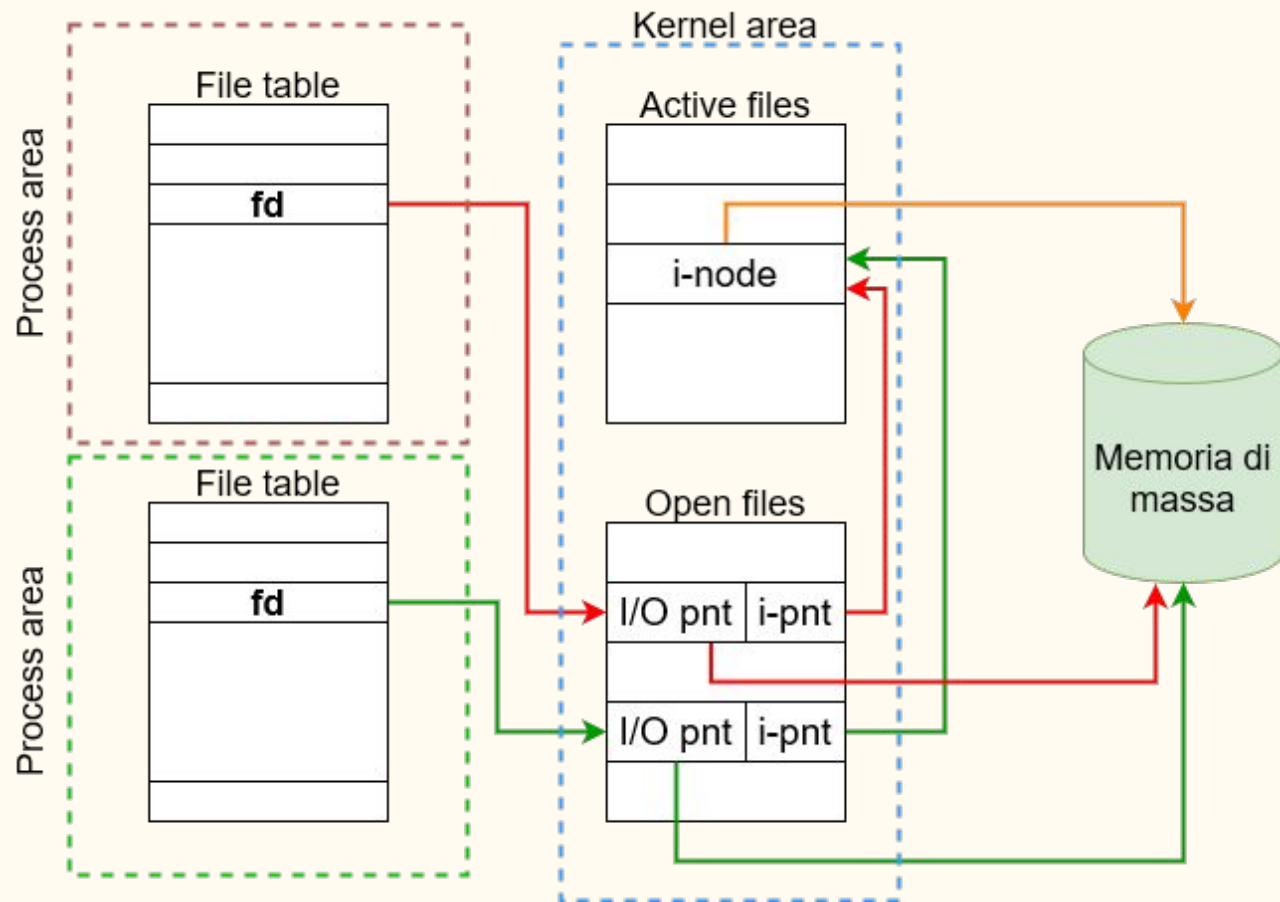 Kernel area
Process area
File table
fd
Active files
i-node
Memoria di
massa
Process area
File table
fd
Open files
I/O pnt
i-pnt
I/O pnt
i-pnt